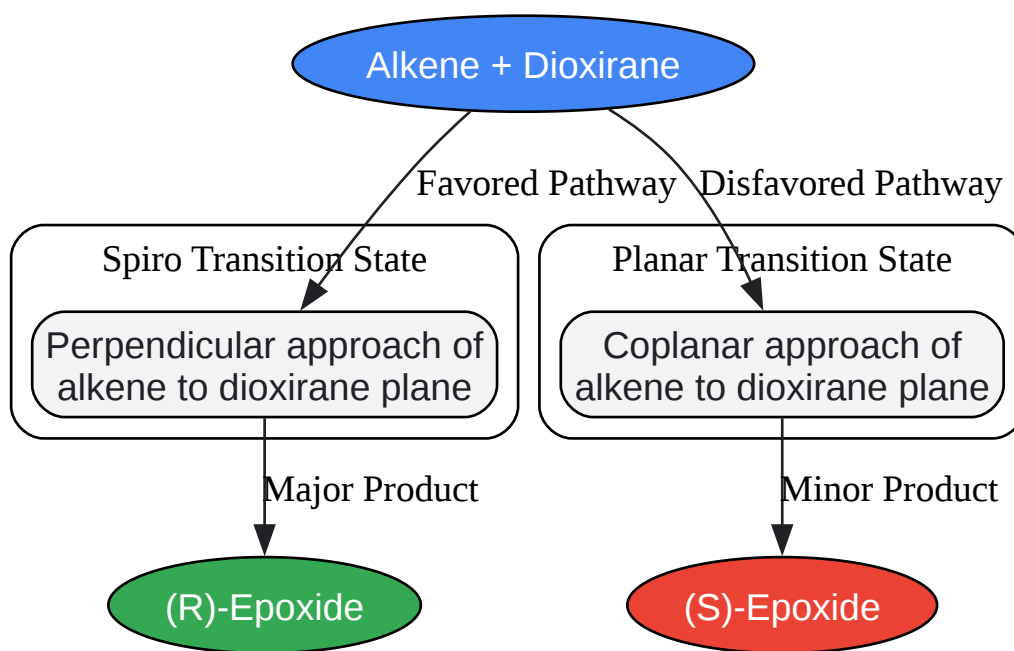 Alkene + Dioxirane
Favored Pathway
Disfavored Pathway
Spiro Transition State
Planar Transition State
Perpendicular approach of
alkene to dioxirane plane
Coplanar approach of
alkene to dioxirane plane
Major Product
Minor Product
(R)-Epoxide
(S)-Epoxide